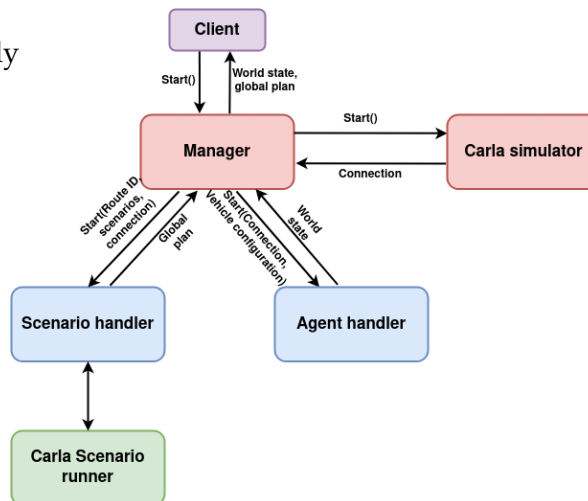 Client
ly
Start()
World state,
global plan
Manager
Start()
Carla simulator
Connection
Start(Route ID,
scenarios,
connection)
Global
plan
Start(Connection,
Vehicle configuration)
World
state
Scenario handler
Agent handler
Carla Scenario
runner